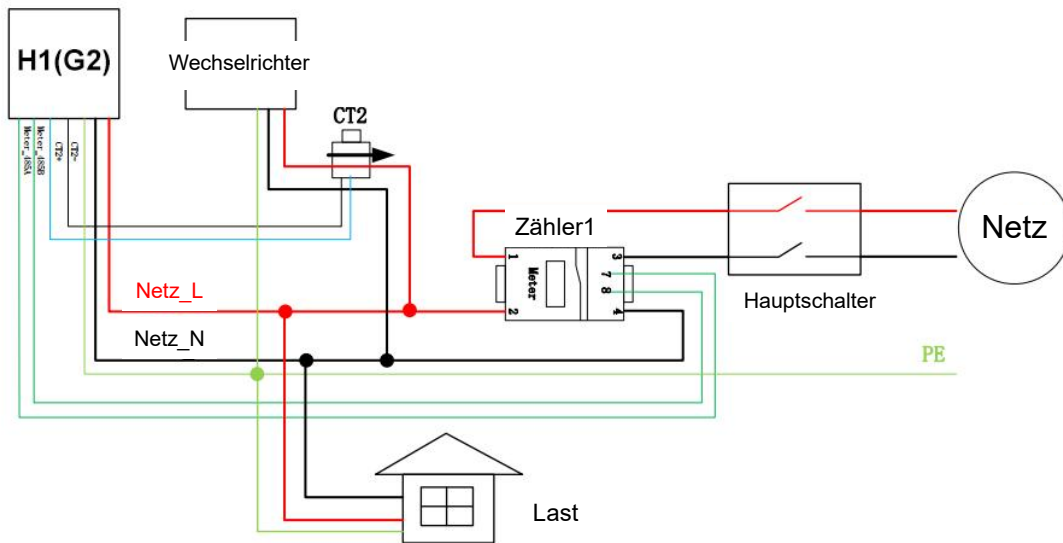 H1(G2)
Wechselrichter
CT2
Meter_485A
Meter_485B
CT2+
CT2-
Zähler1
Netz
1
3
Meter
7
8
2
4
Netz_L
Hauptschalter
Netz_N
PE
Last